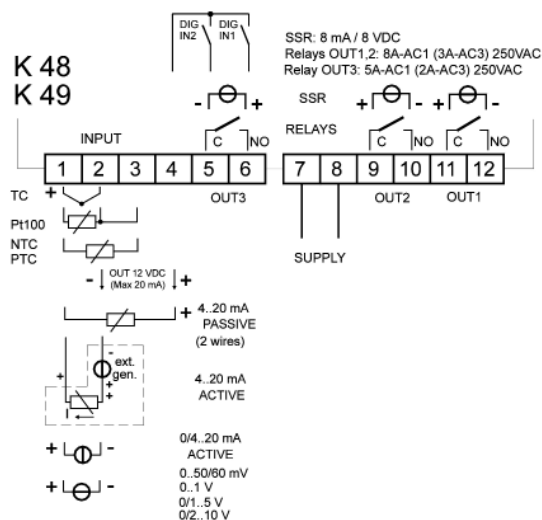 DIG IN2
DIG IN1
SSR: 8 mA / 8 VDC
Relays OUT1,2: 8A-AC1 (3A-AC3) 250VAC
Relay OUT3: 5A-AC1 (2A-AC3) 250VAC
K 48
K 49
- + SSR + - - +
INPUT
RELAYS
C NO C NO C NO
1 2 3 4 5 6 7 8 9 10 11 12
TC +
OUT3 OUT2 OUT1
Pt100
NTC
PTC
SUPPLY
- OUT 12 VDC +
(Max 20 mA)
+ 4..20 mA
PASSIVE
(2 wires)
-
+ ext.
gen.
+
+
4..20 mA
ACTIVE
I
+ - 0/4..20 mA
ACTIVE
0..50/60 mV
+ - 0..1 V
0/1..5 V
0/2..10 V